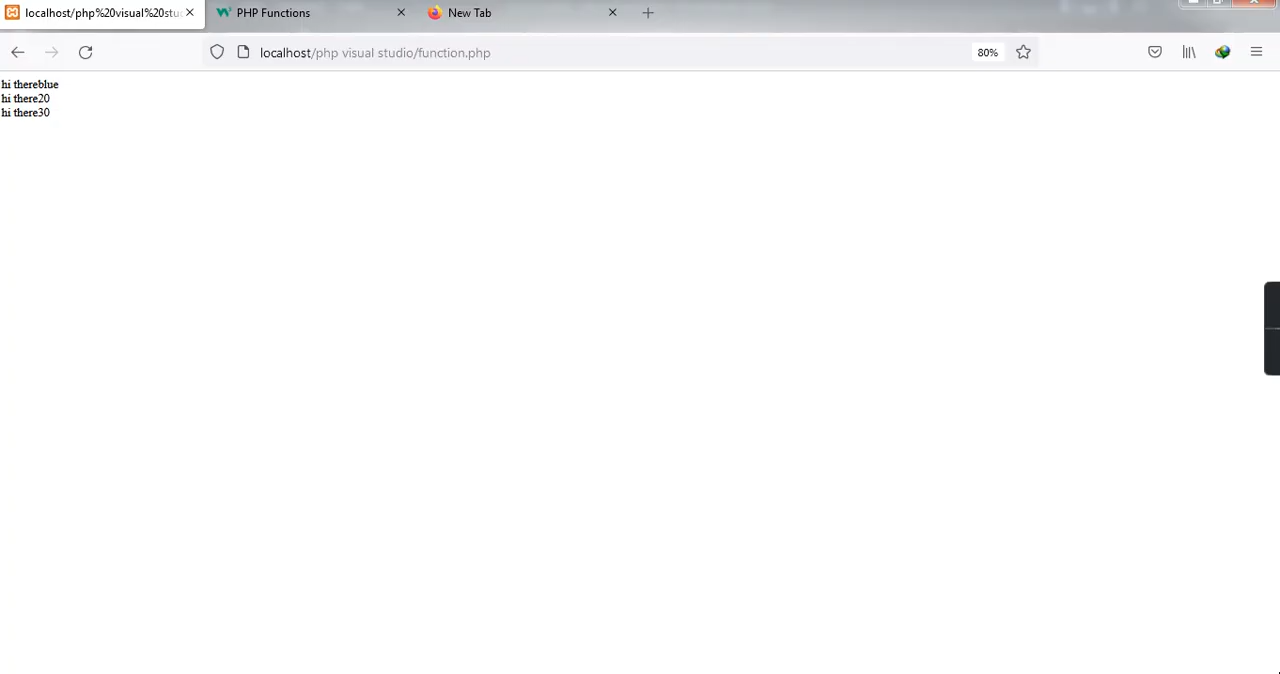 localhost/php%20visual%20stu
PHP Functions
New Tab
localhost/php visual studio/function.php
80%
hi thereblue
hi there20
hi there30